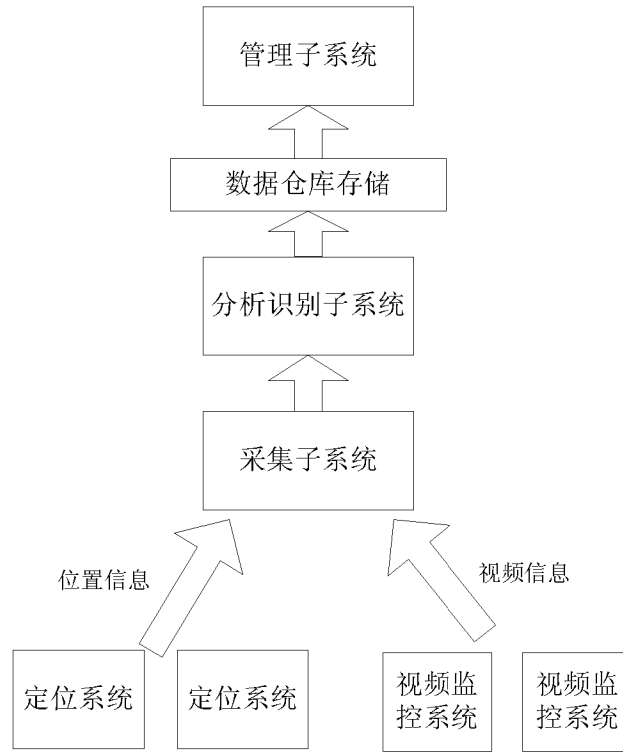 管理子系统
数据仓库存储
分析识别子系统
采集子系统
位置信息
视频信息
定位系统
定位系统
视频监
控系统
视频监
控系统